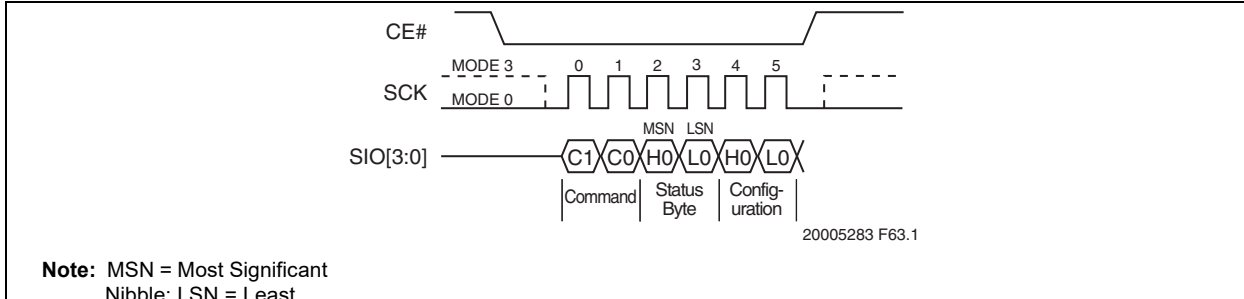 CE#
MODE 3
0 1 2 3 4 5
SCK
MODE 0
MSN LSN
SIO[3:0]
C1 C0 H0 L0 H0 L0
Command
Status
Byte
Config-
uration
20005283 F63.1
Note: MSN = Most Significant
Nibble; LSN = Least